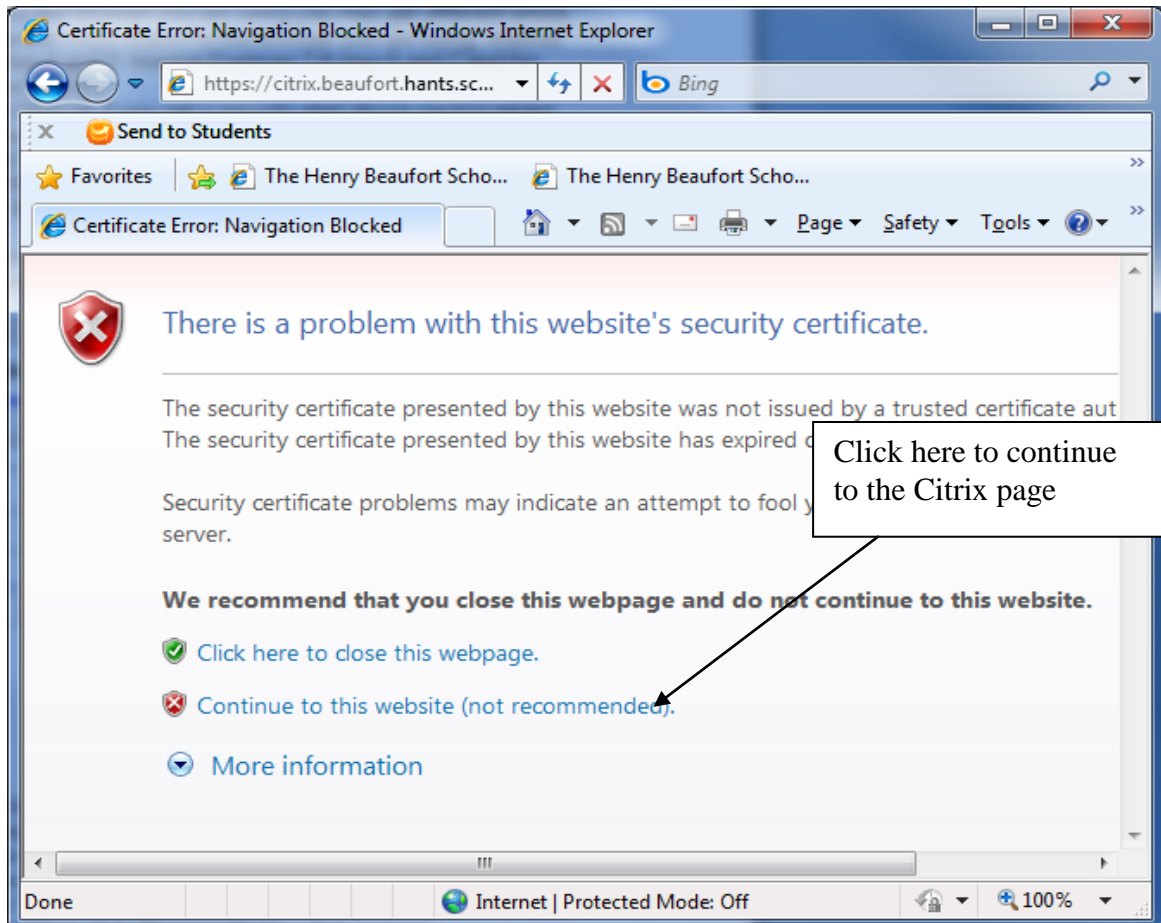 Certificate Error: Navigation Blocked - Windows Internet Explorer
https://citrix.beaufort.hants.sc...
Bing
x Send to Students
Favorites The Henry Beaufort Scho... The Henry Beaufort Scho... »
Certificate Error: Navigation Blocked Page Safety Tools »
There is a problem with this website's security certificate.
The security certificate presented by this website was not issued by a trusted certificate aut
The security certificate presented by this website has expired
Click here to continue
to the Citrix page
Security certificate problems may indicate an attempt to fool
server.
We recommend that you close this webpage and do not continue to this website.
Click here to close this webpage.
Continue to this website (not recommended).
More information
Done Internet | Protected Mode: Off 100%